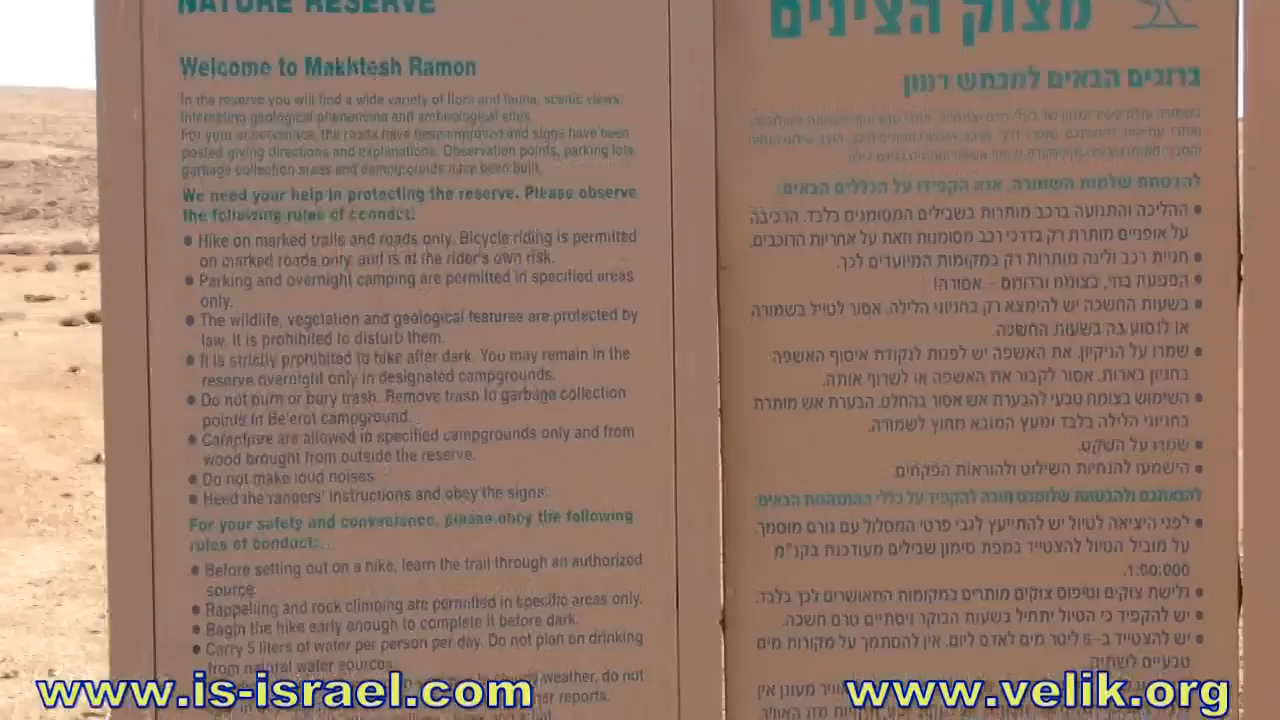 NATURE RESERVE
Welcome to Makhtesh Ramon
In the reserve you will find a wide variety of flora and fauna, scenic views,
interesting geological phenomena and archeological sites.
For your convenience, the roads have been improved and signs have been
posted giving directions and explanations. Observation points, parking lots
garbage collection areas and campgrounds have been built.
We need your help in protecting the reserve. Please observe
the following rules of conduct:
● Hike on marked trails and roads only. Bicycle riding is permitted
on marked roads only, and is at the rider's own risk.
● Parking and overnight camping are permitted in specified areas
only.
● The wildlife, vegetation and geological features are protected by
law. It is prohibited to disturb them.
● It is strictly prohibited to hike after dark. You may remain in the
reserve overnight only in designated campgrounds.
● Do not burn or bury trash. Remove trash to garbage collection
points in Be'erot campground.
● Campfire are allowed in specified campgrounds only and from
wood brought from outside the reserve.
● Do not make loud noises
● Heed the rangers' instructions and obey the signs.
For your safety and convenience, please obey the following
rules of conduct:
● Before setting out on a hike, learn the trail through an authorized
source.
● Rappelling and rock climbing are permitted in specific areas only.
● Begin the hike early enough to complete it before dark.
● Carry 5 liters of water per person per day. Do not plan on drinking
from natural water sources.
weather, do not
reports.
מצוק הצינים
ברוכים הבאים למכתש רמון
להבטחת שלמות השמורה, אנא הקפידו על הכללים הבאים:
● ההליכה והתנועה ברכב מותרות בשבילים המסומנים בלבד. הרכיבה
על אופניים מותרת רק בדרכי רכב מסומנות וזאת על אחריות הרוכבים.
● חניית רכב ולינה מותרות רק במקומות המיועדים לכך.
● הפגיעה בחי, בצומח ובדומם – אסורה!
● בשעות החשכה יש להימצא רק בחניוני הלילה. אסור לטייל בשמורה
או לנסוע בה בשעות החשכה.
● שמרו על הניקיון. את האשפה יש לפנות לנקודת איסוף האשפה
בחניון בארות. אסור לקבור את האשפה או לשרוף אותה.
● השימוש בצומח טבעי להבערת אש אסור בהחלט. הבערת אש מותרת
בחניוני הלילה בלבד ומעץ המובא מחוץ לשמורה.
● שמרו על השקט.
● הישמעו להנחיות השילוט ולהוראות הפקחים.
להנאתכם ולהבטחת שלומכם חובה להקפיד על כללי ההתנהגות הבאים:
● לפני היציאה לטיול יש להתייעץ לגבי פרטי המסלול עם גורם מוסמך.
על מוביל הטיול להצטייד במפת סימון שבילים מעודכנת בקנ"מ
1:50,000.
● גלישת צוקים וטיפוס צוקים מותרים במקומות המאושרים לכך בלבד.
● יש להקפיד כי הטיול יתחיל בשעות הבוקר ויסתיים טרם חשכה.
● יש להצטייד ב-5 ליטר מים לאדם ליום. אין להסתמך על מקורות מים
טבעיים לשתייה.
www.is-israel.com
www.velik.org